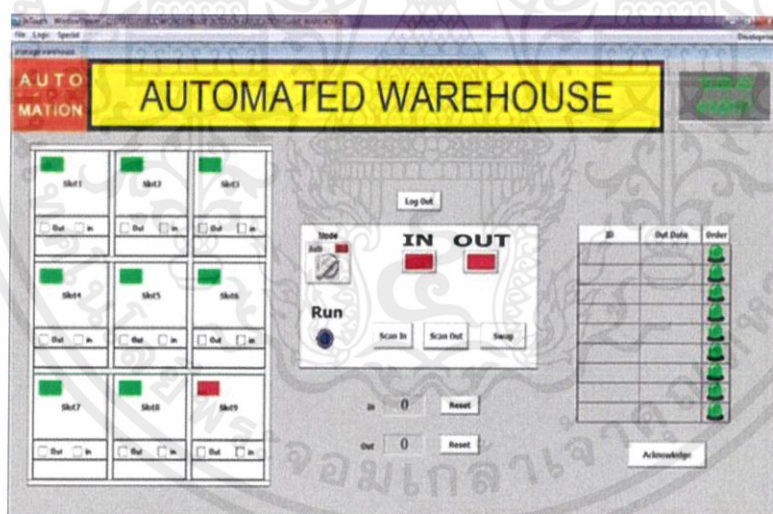 File Logic Special
Development
manage warehouse
AUTO
MATION
AUTOMATED WAREHOUSE
Slot1 Slot2 Slot3
Out In Out In Out In
Slot4 Slot5 Slot6
Out In Out In Out In
Slot7 Slot8 Slot9
Out In Out In Out In
Log Out
Mode
Auto
IN OUT
Run
Scan In Scan Out Swap
In 0 Reset
Out 0 Reset
ID Out Date Order
Acknowledge